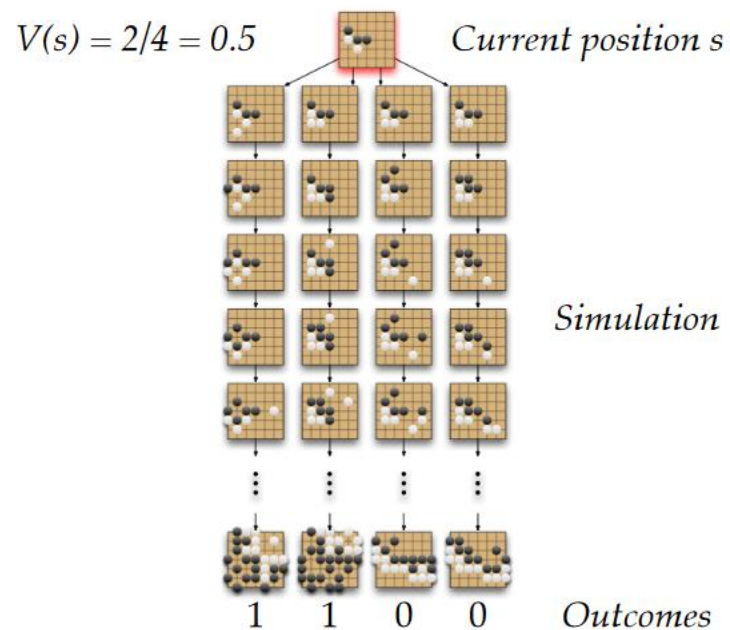 V(s) = 2/4 = 0.5
Current position s
Simulation
1 1 0 0
Outcomes